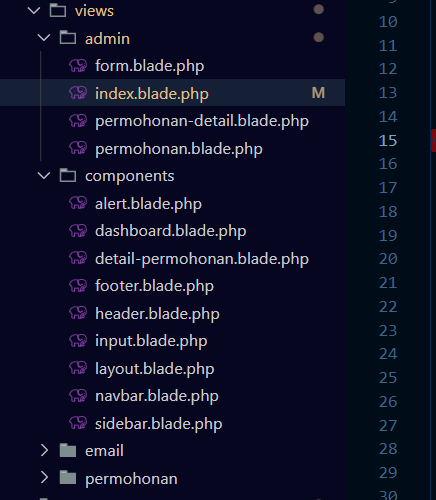 views
admin
form.blade.php
index.blade.php M
permohonan-detail.blade.php
permohonan.blade.php
components
alert.blade.php
dashboard.blade.php
detail-permohonan.blade.php
footer.blade.php
header.blade.php
input.blade.php
layout.blade.php
navbar.blade.php
sidebar.blade.php
email
permohonan
10
11
12
13
14
15
16
17
18
19
20
21
22
23
24
25
26
27
28
29
30